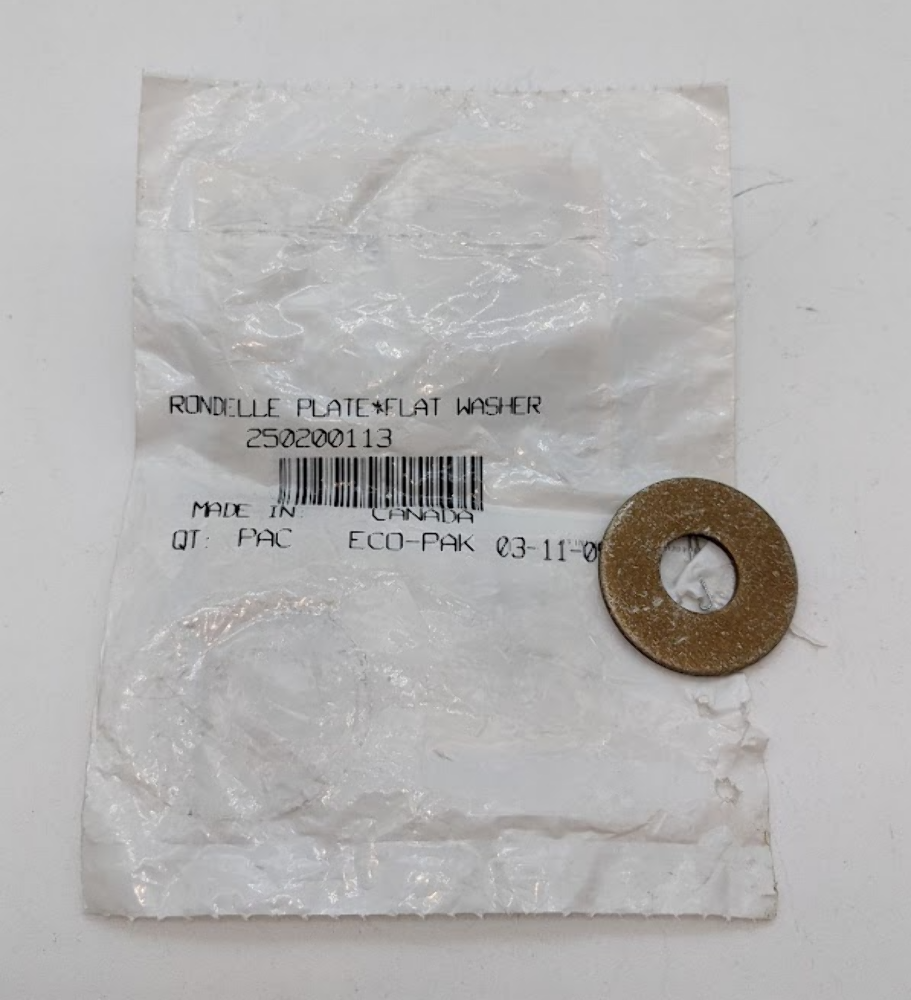 RONDELLE PLATE*FLAT WASHER
250200113
MADE IN: CANADA
QT: PAC ECO-PAK 03-11-0